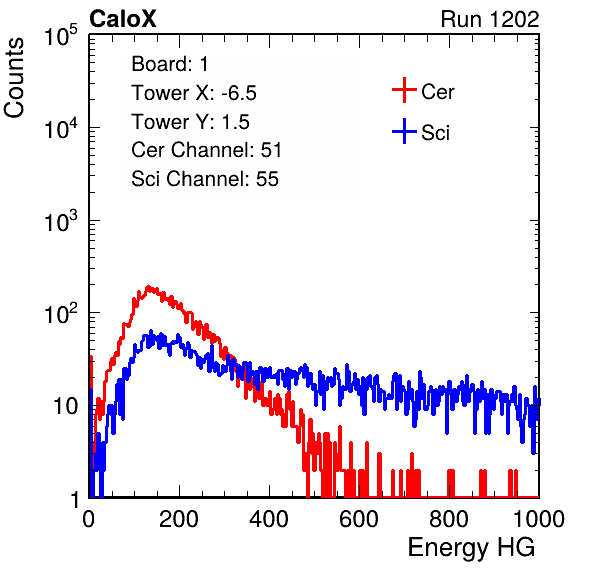 CaloX Run 1202
Counts
Board: 1
Tower X: -6.5
Tower Y: 1.5
Cer Channel: 51
Sci Channel: 55
Cer
Sci
10^5
10^4
10^3
10^2
10
1
0 200 400 600 800 1000
Energy HG